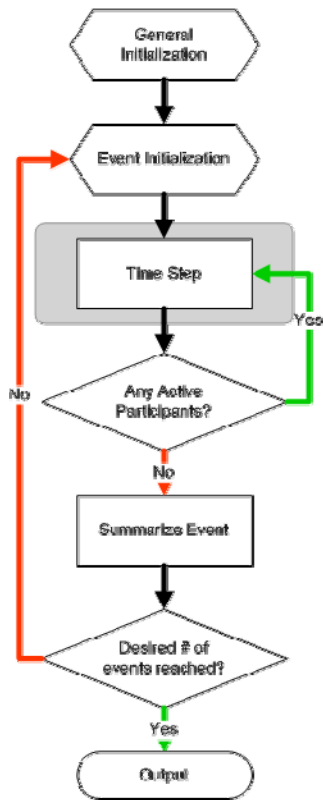 General
Initialization
Event Initialization
Time Step
Yes
Any Active
Participants?
No
No
Summarize Event
Desired # of
events reached?
Yes
Output